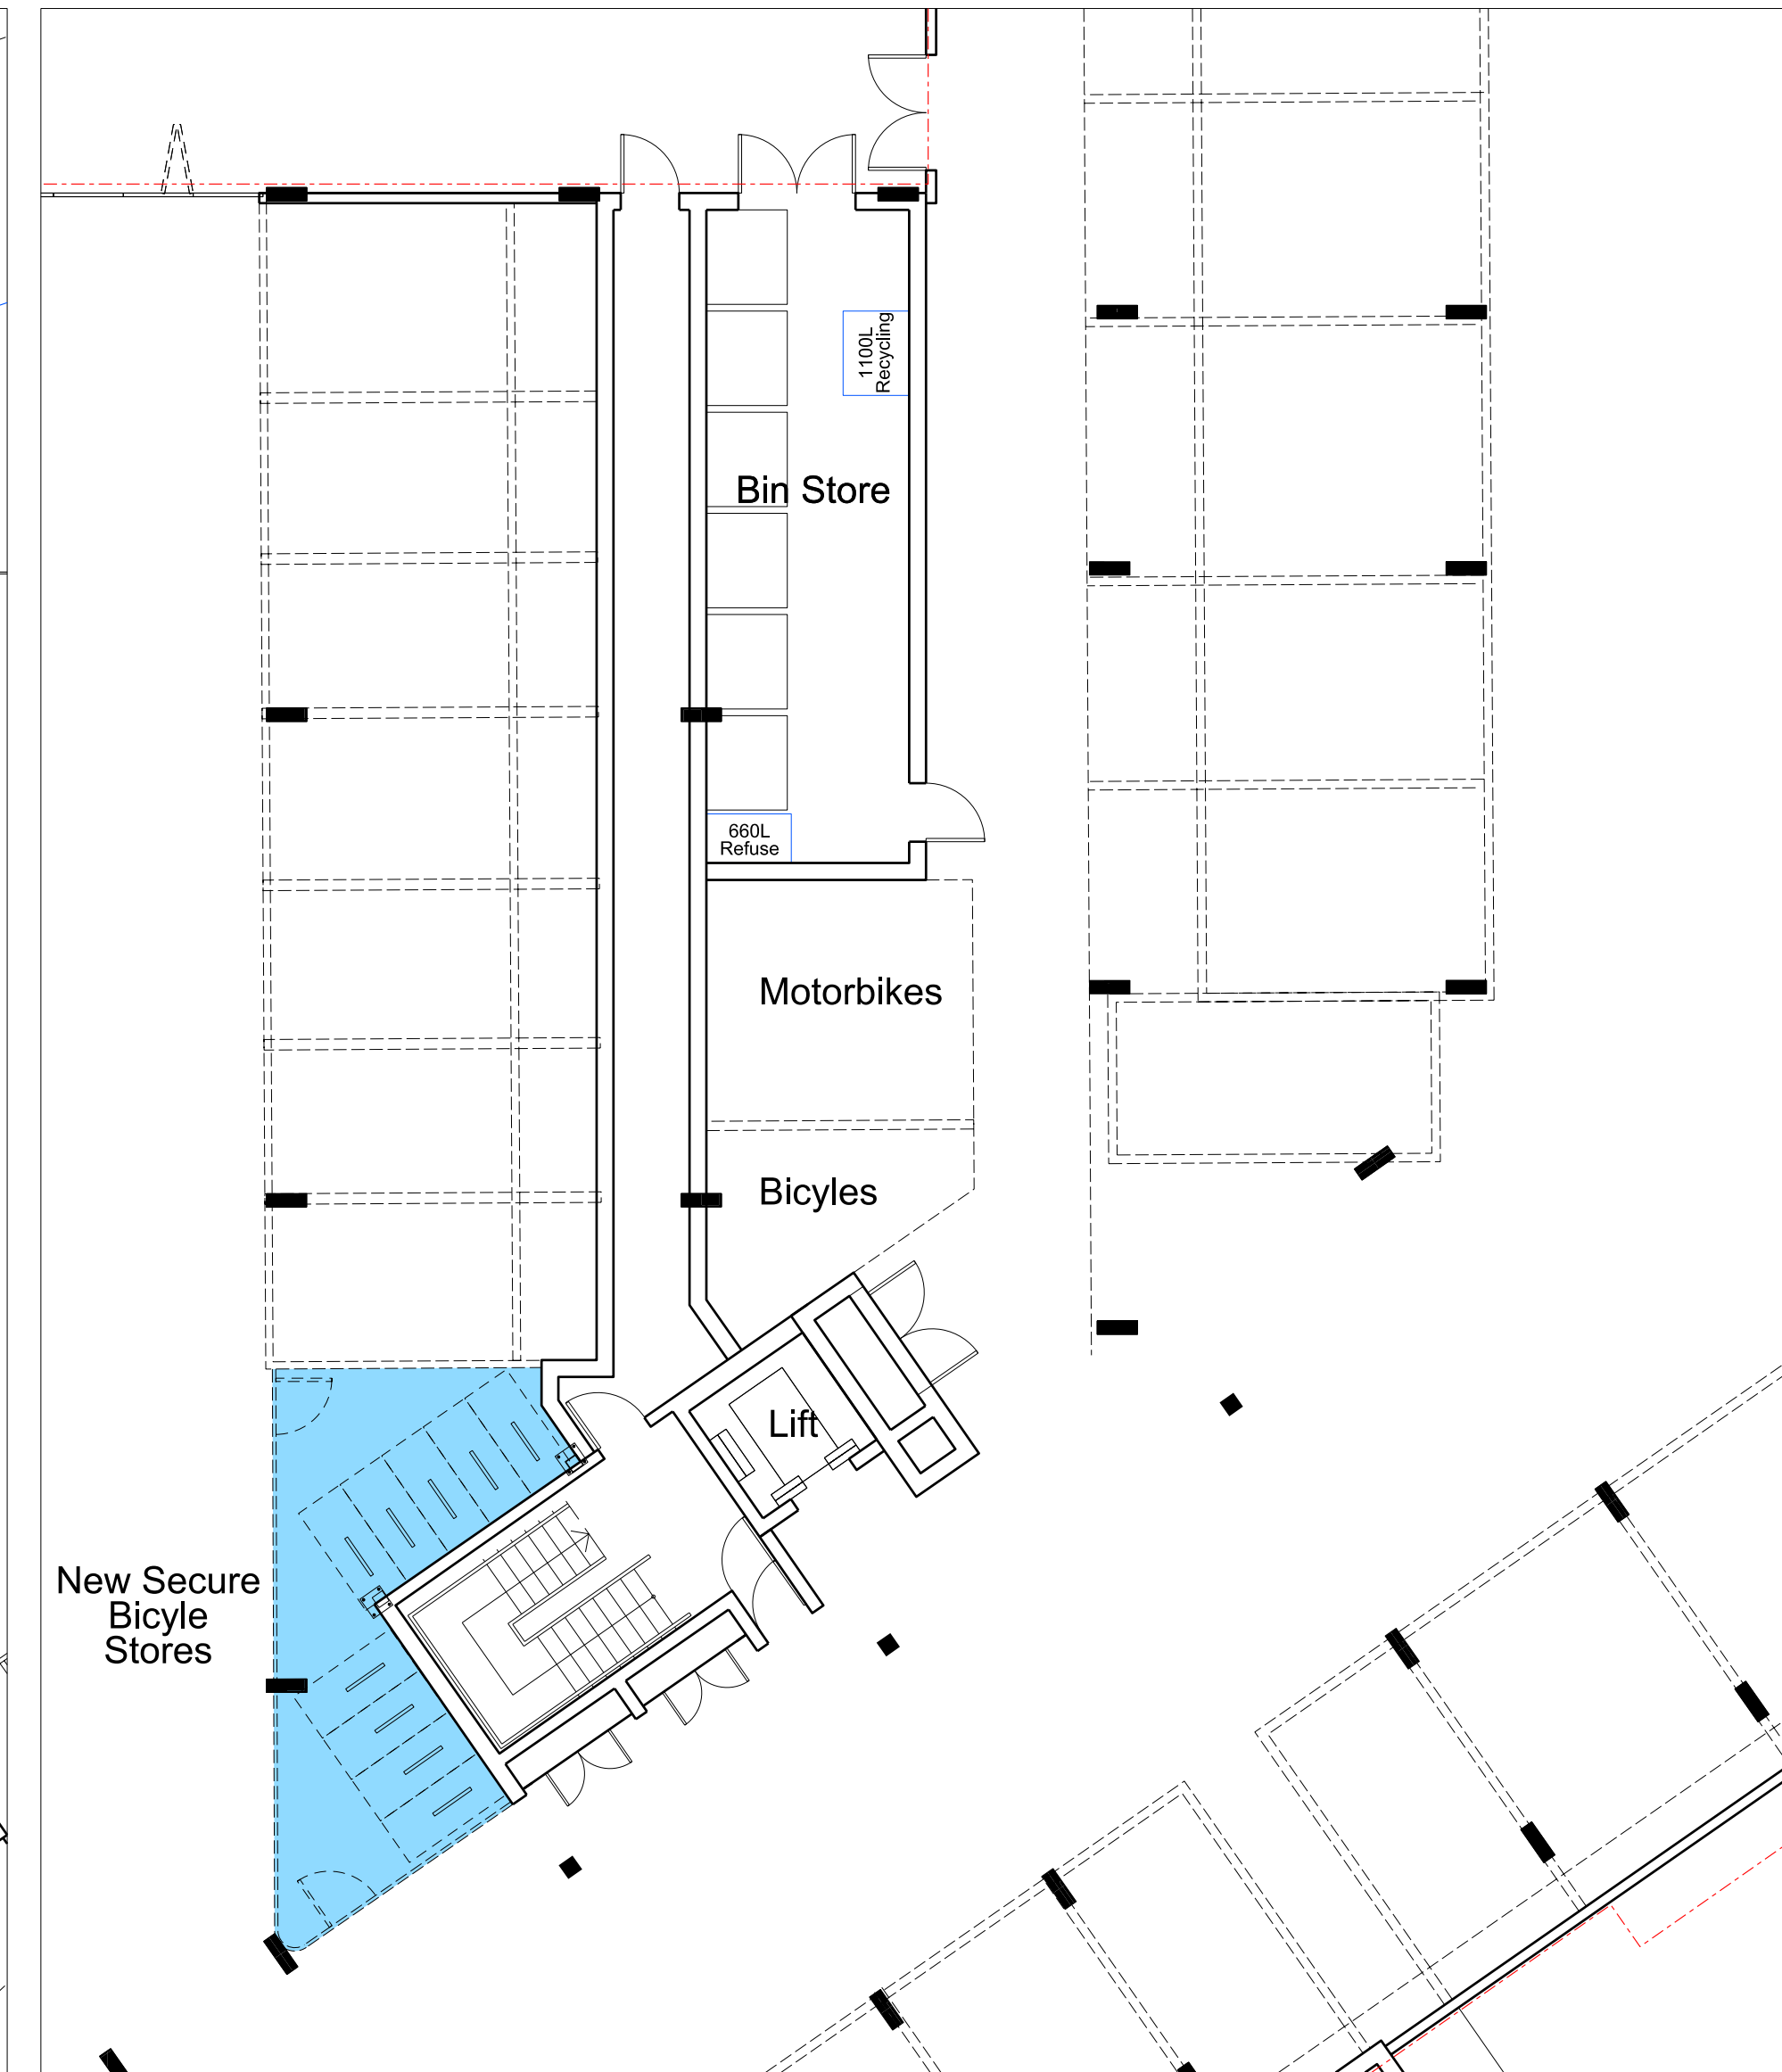 1100L
Recycling
Bin Store
660L
Refuse
Motorbikes
Bicyles
Lift
New Secure
Bicyle
Stores